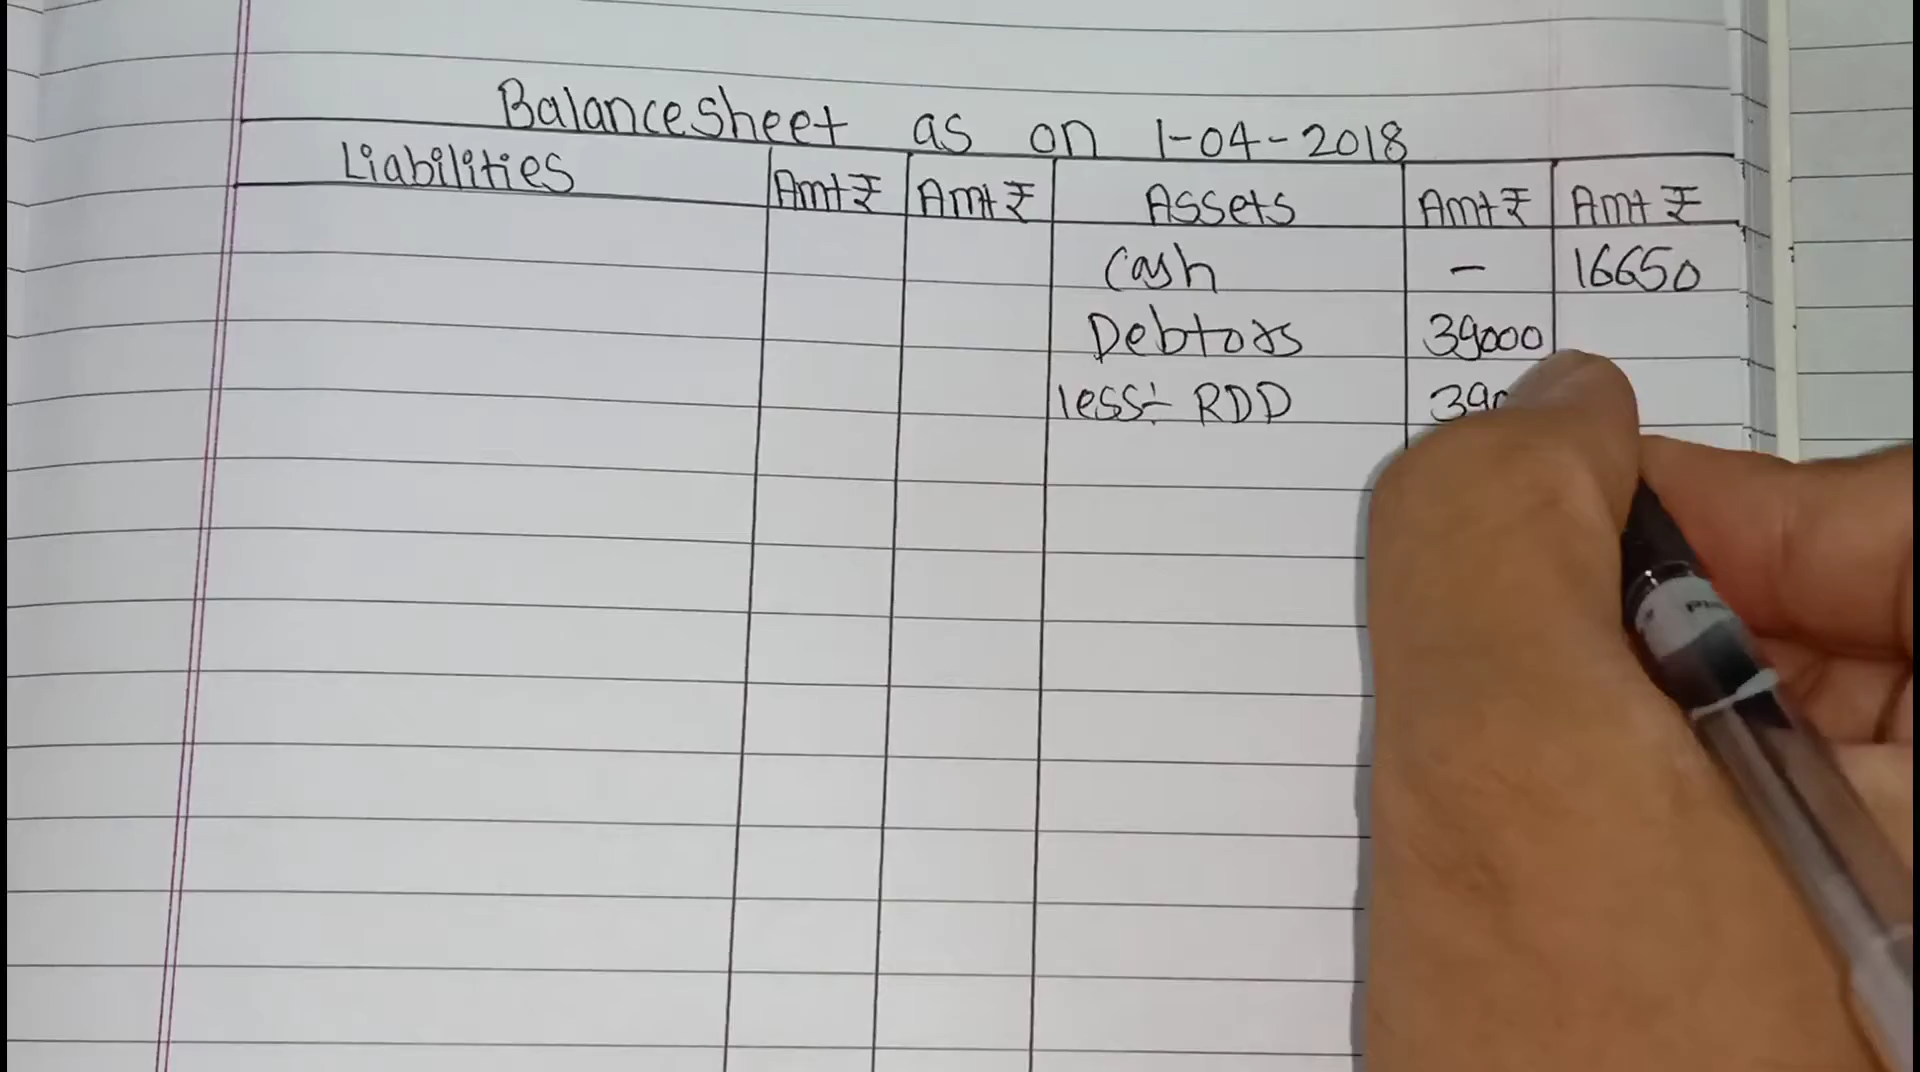 Balancesheet as on 1-04-2018
Liabilities Amt ₹ Amt ₹ Assets Amt ₹ Amt ₹
Cash - 16650
Debtors 39000
less:- RDD